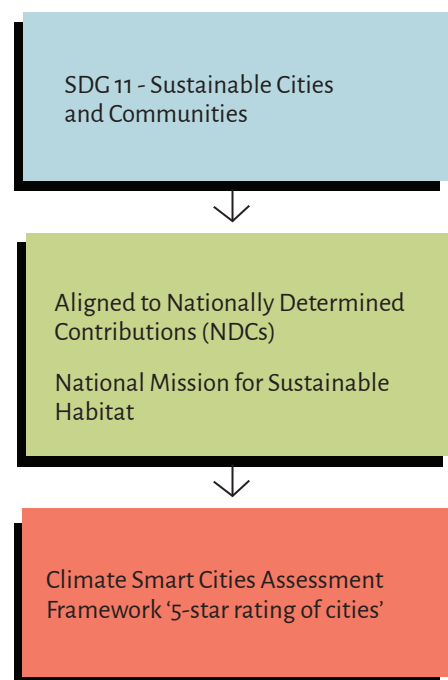 SDG 11 - Sustainable Cities
and Communities
Aligned to Nationally Determined
Contributions (NDCs)
National Mission for Sustainable
Habitat
Climate Smart Cities Assessment
Framework ‘5-star rating of cities’